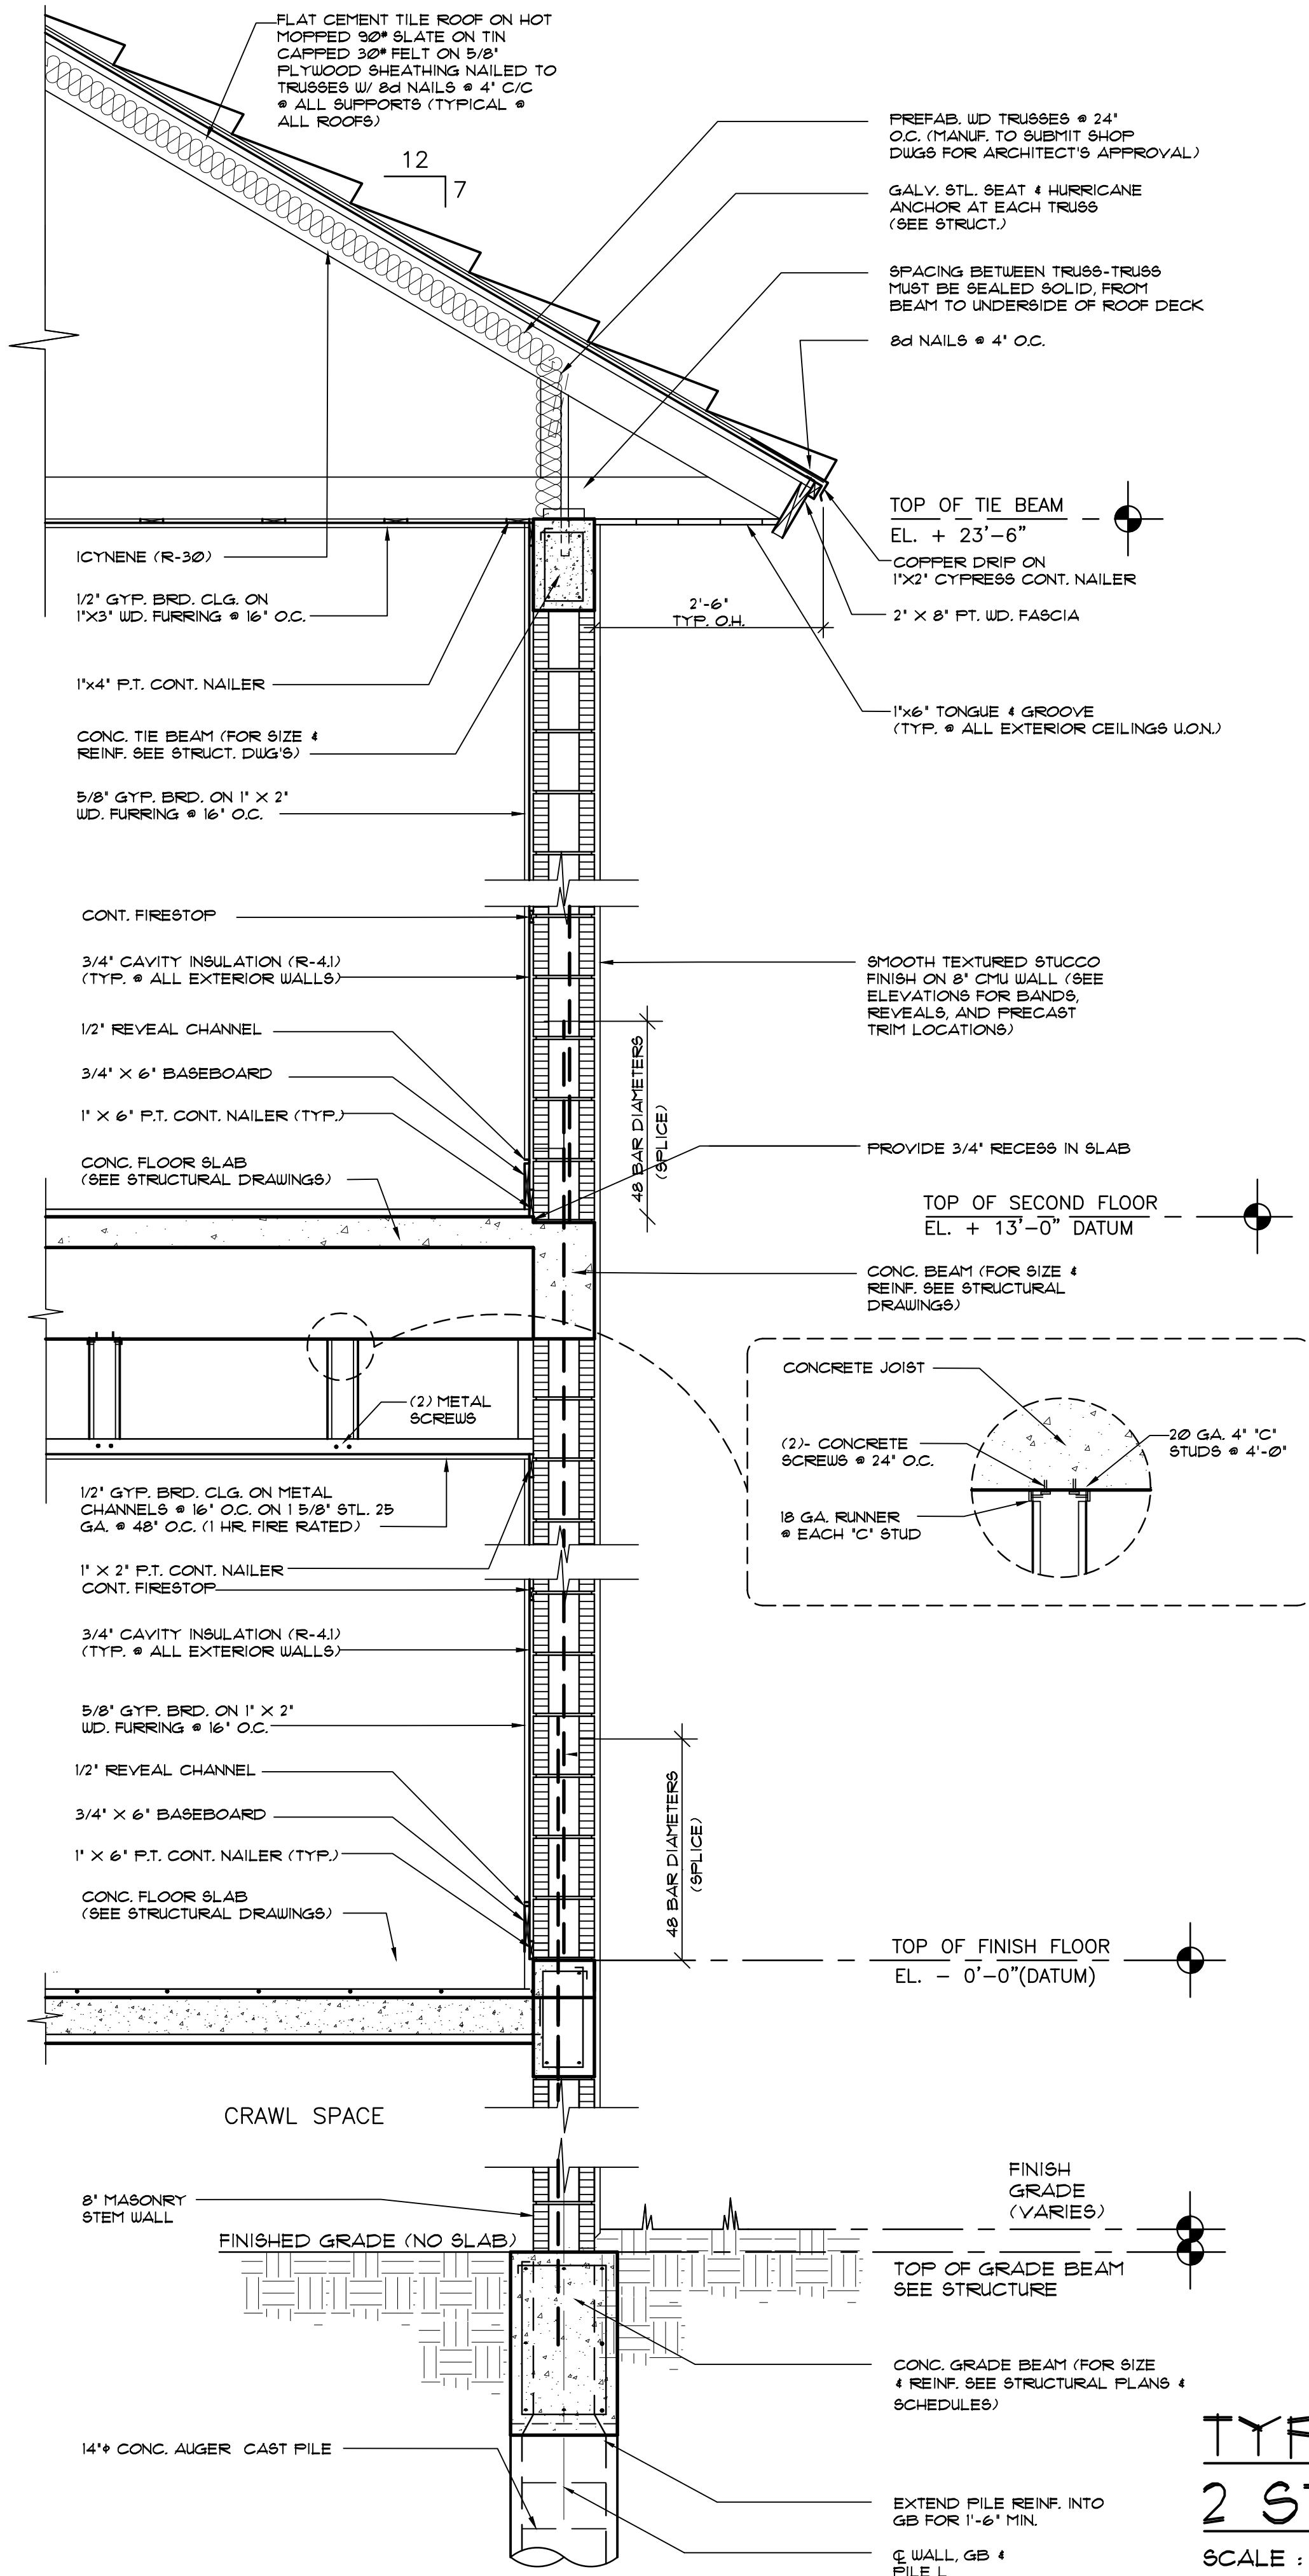 FLAT CEMENT TILE ROOF ON HOT
MOPPED 90# SLATE ON TIN
CAPPED 30# FELT ON 5/8"
PLYWOOD SHEATHING NAILED TO
TRUSSES W/ 8d NAILS @ 4" C/C
@ ALL SUPPORTS (TYPICAL @
ALL ROOFS)
12
7
PREFAB. WD TRUSSES @ 24"
O.C. (MANUF. TO SUBMIT SHOP
DWGS FOR ARCHITECT'S APPROVAL)
GALV. STL. SEAT & HURRICANE
ANCHOR AT EACH TRUSS
(SEE STRUCT.)
SPACING BETWEEN TRUSS-TRUSS
MUST BE SEALED SOLID, FROM
BEAM TO UNDERSIDE OF ROOF DECK
8d NAILS @ 4" O.C.
TOP OF TIE BEAM
EL. + 23'-6"
COPPER DRIP ON
1"X2" CYPRESS CONT. NAILER
2" X 8" PT. WD. FASCIA
2'-6"
TYP. O.H.
1"x6" TONGUE & GROOVE
(TYP. @ ALL EXTERIOR CEILINGS U.O.N.)
ICYNENE (R-30)
1/2" GYP. BRD. CLG. ON
1"X3" WD. FURRING @ 16" O.C.
1"x4" P.T. CONT. NAILER
CONC. TIE BEAM (FOR SIZE &
REINF. SEE STRUCT. DWG'S)
5/8" GYP. BRD. ON 1" X 2"
WD. FURRING @ 16" O.C.
CONT. FIRESTOP
3/4" CAVITY INSULATION (R-4.1)
(TYP. @ ALL EXTERIOR WALLS)
1/2" REVEAL CHANNEL
3/4" X 6" BASEBOARD
1" X 6" P.T. CONT. NAILER (TYP.)
CONC. FLOOR SLAB
(SEE STRUCTURAL DRAWINGS)
SMOOTH TEXTURED STUCCO
FINISH ON 8" CMU WALL (SEE
ELEVATIONS FOR BANDS,
REVEALS, AND PRECAST
TRIM LOCATIONS)
48 BAR DIAMETERS
(SPLICE)
PROVIDE 3/4" RECESS IN SLAB
TOP OF SECOND FLOOR
EL. + 13'-0" DATUM
CONC. BEAM (FOR SIZE &
REINF. SEE STRUCTURAL
DRAWINGS)
(2) METAL
SCREWS
CONCRETE JOIST
(2)- CONCRETE
SCREWS @ 24" O.C.
20 GA. 4" "C"
STUDS @ 4'-0"
18 GA. RUNNER
@ EACH "C" STUD
1/2" GYP. BRD. CLG. ON METAL
CHANNELS @ 16" O.C. ON 1 5/8" STL. 25
GA. @ 48" O.C. (1 HR. FIRE RATED)
1" X 2" P.T. CONT. NAILER
CONT. FIRESTOP
3/4" CAVITY INSULATION (R-4.1)
(TYP. @ ALL EXTERIOR WALLS)
5/8" GYP. BRD. ON 1" X 2"
WD. FURRING @ 16" O.C.
1/2" REVEAL CHANNEL
3/4" X 6" BASEBOARD
1" X 6" P.T. CONT. NAILER (TYP.)
CONC. FLOOR SLAB
(SEE STRUCTURAL DRAWINGS)
48 BAR DIAMETERS
(SPLICE)
TOP OF FINISH FLOOR
EL. - 0'-0"(DATUM)
CRAWL SPACE
8" MASONRY
STEM WALL
FINISHED GRADE (NO SLAB)
FINISH
GRADE
(VARIES)
TOP OF GRADE BEAM
SEE STRUCTURE
CONC. GRADE BEAM (FOR SIZE
& REINF. SEE STRUCTURAL PLANS &
SCHEDULES)
14"ø CONC. AUGER CAST PILE
EXTEND PILE REINF. INTO
GB FOR 1'-6" MIN.
℄ WALL, GB &
PILE
2
SCALE :